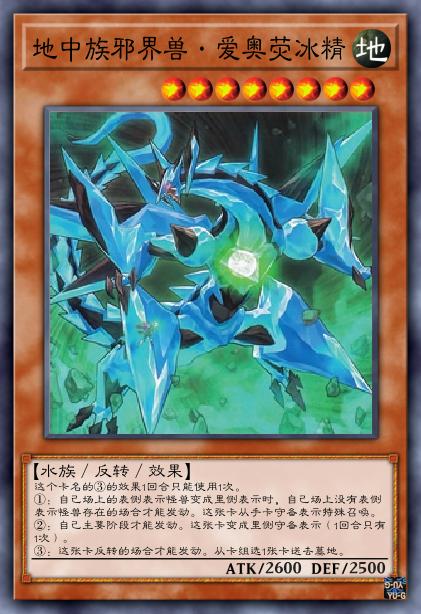 地中族邪界兽·爱奥荧冰精
地
【水族/反转/效果】
这个卡名的③的效果1回合只能使用1次。
①：自己场上的表侧表示怪兽变成里侧表示时，自己场上没有表侧
表示怪兽存在的场合才能发动。这张卡从手卡守备表示特殊召唤。
②：自己主要阶段才能发动。这张卡变成里侧守备表示（1回合只有
1次）。
③：这张卡反转的场合才能发动。从卡组选1张卡送去墓地。
ATK/2600 DEF/2500